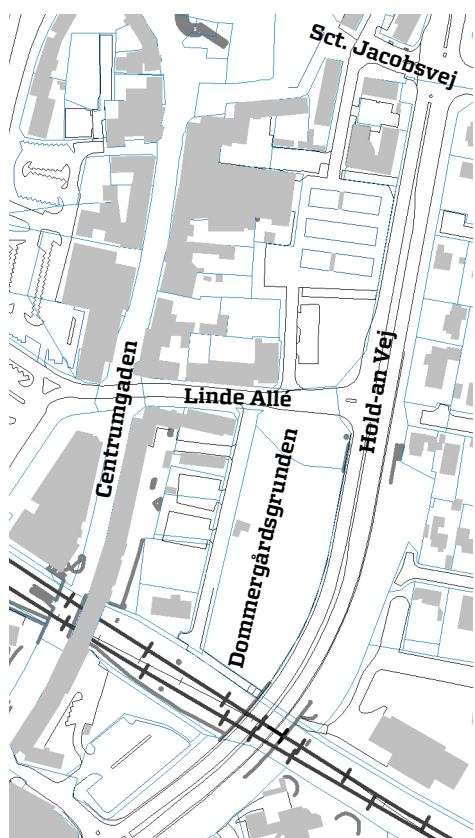 Sct. Jacobsvej
Centrumgaden
Linde Allé
Hold-an Vej
Dommergårdsgrunden